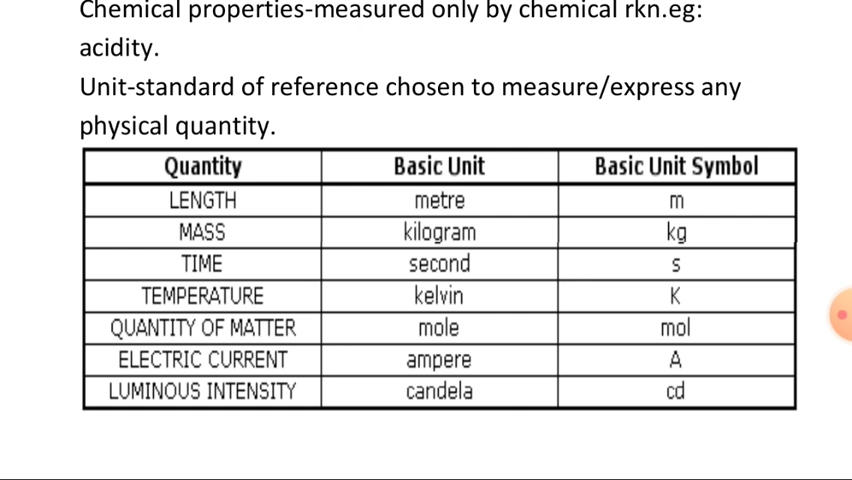 Chemical properties-measured only by chemical rkn.eg:
acidity.
Unit-standard of reference chosen to measure/express any
physical quantity.
Quantity Basic Unit Basic Unit Symbol
LENGTH metre m
MASS kilogram kg
TIME second s
TEMPERATURE kelvin K
QUANTITY OF MATTER mole mol
ELECTRIC CURRENT ampere A
LUMINOUS INTENSITY candela cd